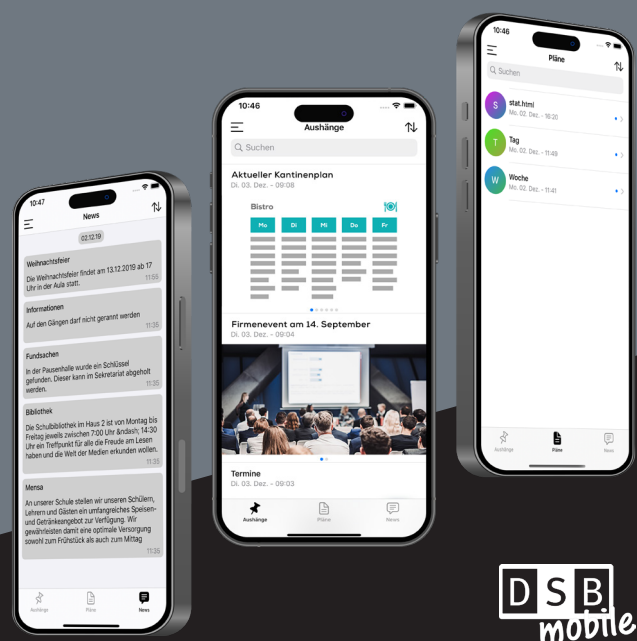 10:47
News
02.12.19
Weihnachtsfeier
Die Weihnachtsfeier findet am 13.12.2019 ab 17
Uhr in der Aula statt.
11:55
Informationen
Auf den Gängen darf nicht gerannt werden
11:35
Fundsachen
In der Pausenhalle wurde ein Schlüssel
gefunden. Dieser kann im Sekretariat abgeholt
werden.
11:35
Bibliothek
Die Schulbibliothek im Haus 2 ist von Montag bis
Freitag jeweils zwischen 7:00 Uhr &ndash; 14:30
Uhr ein Treffpunkt für alle die Freude am Lesen
haben und die Welt der Medien erkunden wollen.
11:35
Mensa
An unserer Schule stellen wir unseren Schülern,
Lehrern und Gästen ein umfangreiches Speisen-
und Getränkeangebot zur Verfügung. Wir
gewährleisten damit eine optimale Versorgung
sowohl zum Frühstück als auch zum Mittag
11:35
Aushänge Pläne News
10:46
Aushänge
Suchen
Aktueller Kantinenplan
Di. 03. Dez. - 09:08
Bistro
Mo Di Mi Do Fr
Firmenevent am 14. September
Di. 03. Dez. - 09:04
Termine
Di. 03. Dez. - 09:03
Aushänge Pläne News
10:46
Pläne
Suchen
S stat.html
Mo. 02. Dez. - 16:20
T Tag
Mo. 02. Dez. - 11:49
W Woche
Mo. 02. Dez. - 11:41
Aushänge Pläne News
DSB
mobile